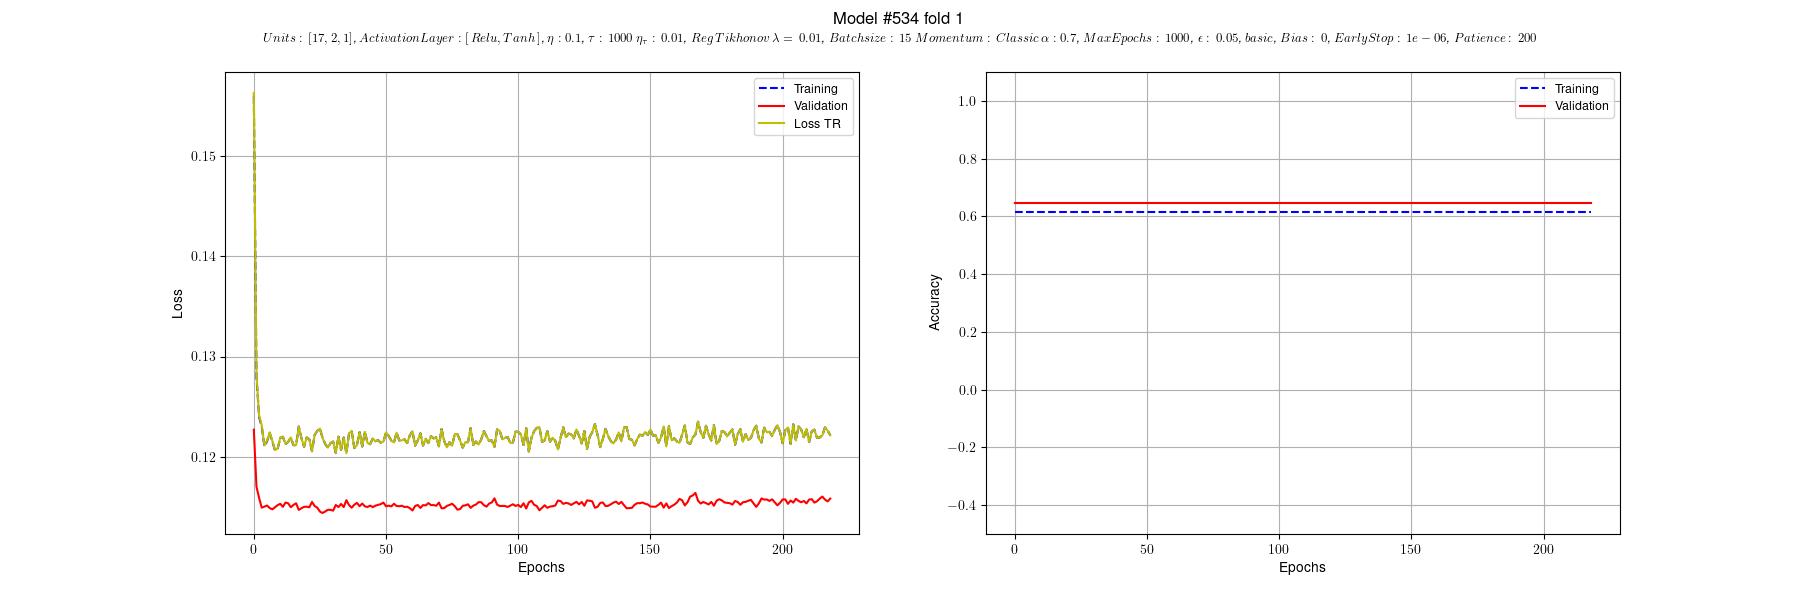 Model #534 fold 1
Units : [17, 2, 1], ActivationLayer : [Relu, Tanh], η : 0.1, τ : 1000 ητ : 0.01, RegTikhonov λ = 0.01, Batchsize : 15 Momentum : Classic α : 0.7, MaxEpochs : 1000, ϵ : 0.05, basic, Bias : 0, EarlyStop : 1e − 06, Patience : 200
Training
Validation
Loss TR
0.15
0.14
0.13
0.12
Loss
0 50 100 150 200
Epochs
Training
Validation
1.0
0.8
0.6
0.4
0.2
0.0
−0.2
−0.4
Accuracy
0 50 100 150 200
Epochs